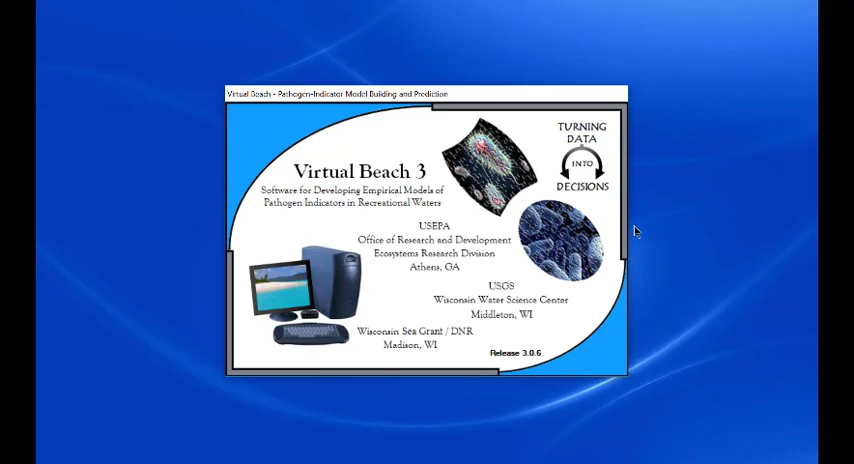 Virtual Beach - Pathogen-Indicator Model Building and Prediction
TURNING
DATA
INTO
DECISIONS
Virtual Beach 3
Software for Developing Empirical Models of
Pathogen Indicators in Recreational Waters
USEPA
Office of Research and Development
Ecosystems Research Division
Athens, GA
USGS
Wisconsin Water Science Center
Middleton, WI
Wisconsin Sea Grant / DNR
Madison, WI
Release 3.0.6